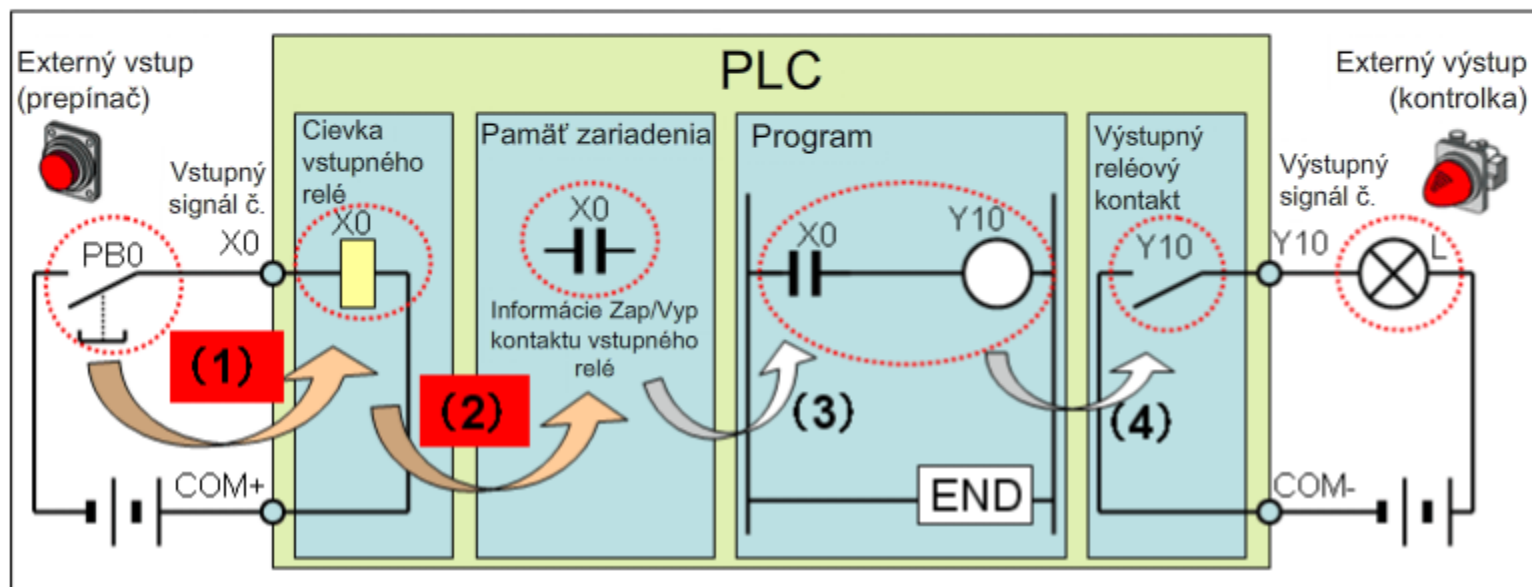 PLC
Externý vstup
(prepínač)
Externý výstup
(kontrolka)
Vstupný
signál č.
X0
PB0
COM+
Cievka
vstupného
relé
X0
Pamäť zariadenia
X0
Informácie Zap/Vyp
kontaktu vstupného
relé
Program
X0
Y10
END
Výstupný
reléový
kontakt
Y10
Výstupný
signál č.
Y10
L
COM-
(1)
(2)
(3)
(4)